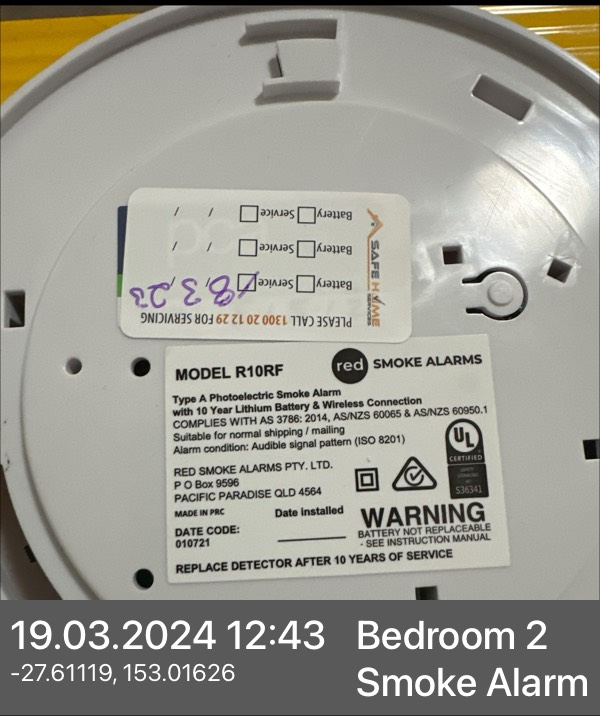 PLEASE CALL 1300 20 12 29 FOR SERVICING
Battery Service 8 3 23
Battery Service / /
Battery Service / /
SAFE HOME
SERVICES
MODEL R10RF
red SMOKE ALARMS
Type A Photoelectric Smoke Alarm
with 10 Year Lithium Battery & Wireless Connection
COMPLIES WITH AS 3786: 2014, AS/NZS 60065 & AS/NZS 60950.1
Suitable for normal shipping / mailing
Alarm condition: Audible signal pattern (ISO 8201)
UL
CERTIFIED
S36341
RED SMOKE ALARMS PTY. LTD.
P O Box 9596
PACIFIC PARADISE QLD 4564
MADE IN PRC
Date installed
DATE CODE:
010721
WARNING
BATTERY NOT REPLACEABLE
- SEE INSTRUCTION MANUAL
REPLACE DETECTOR AFTER 10 YEARS OF SERVICE
19.03.2024 12:43
-27.61119, 153.01626
Bedroom 2
Smoke Alarm